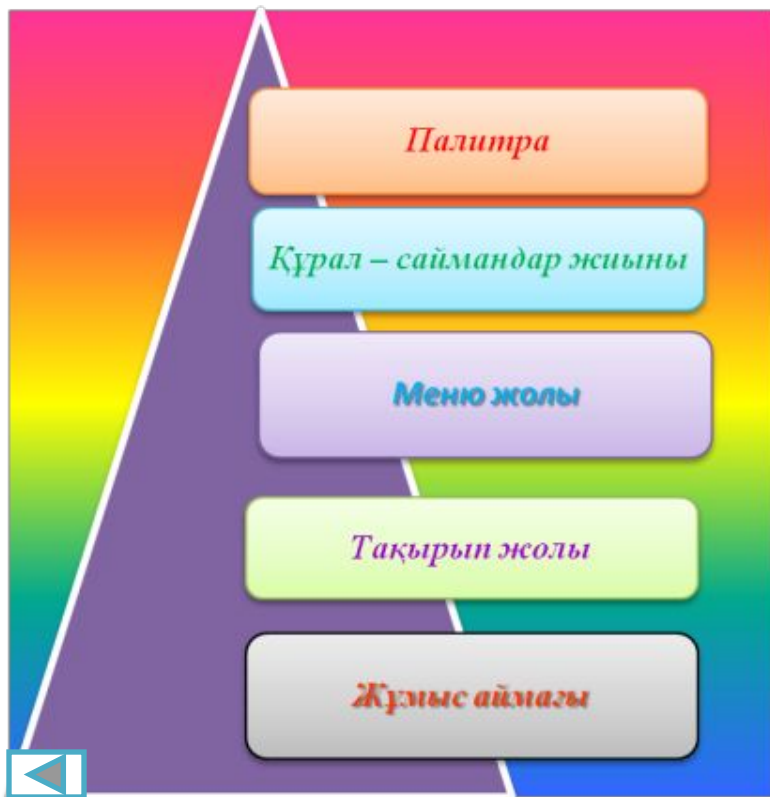 Палитра
Құрал – саймандар жиыны
Меню жолы
Тақырып жолы
Жұмыс аймағы